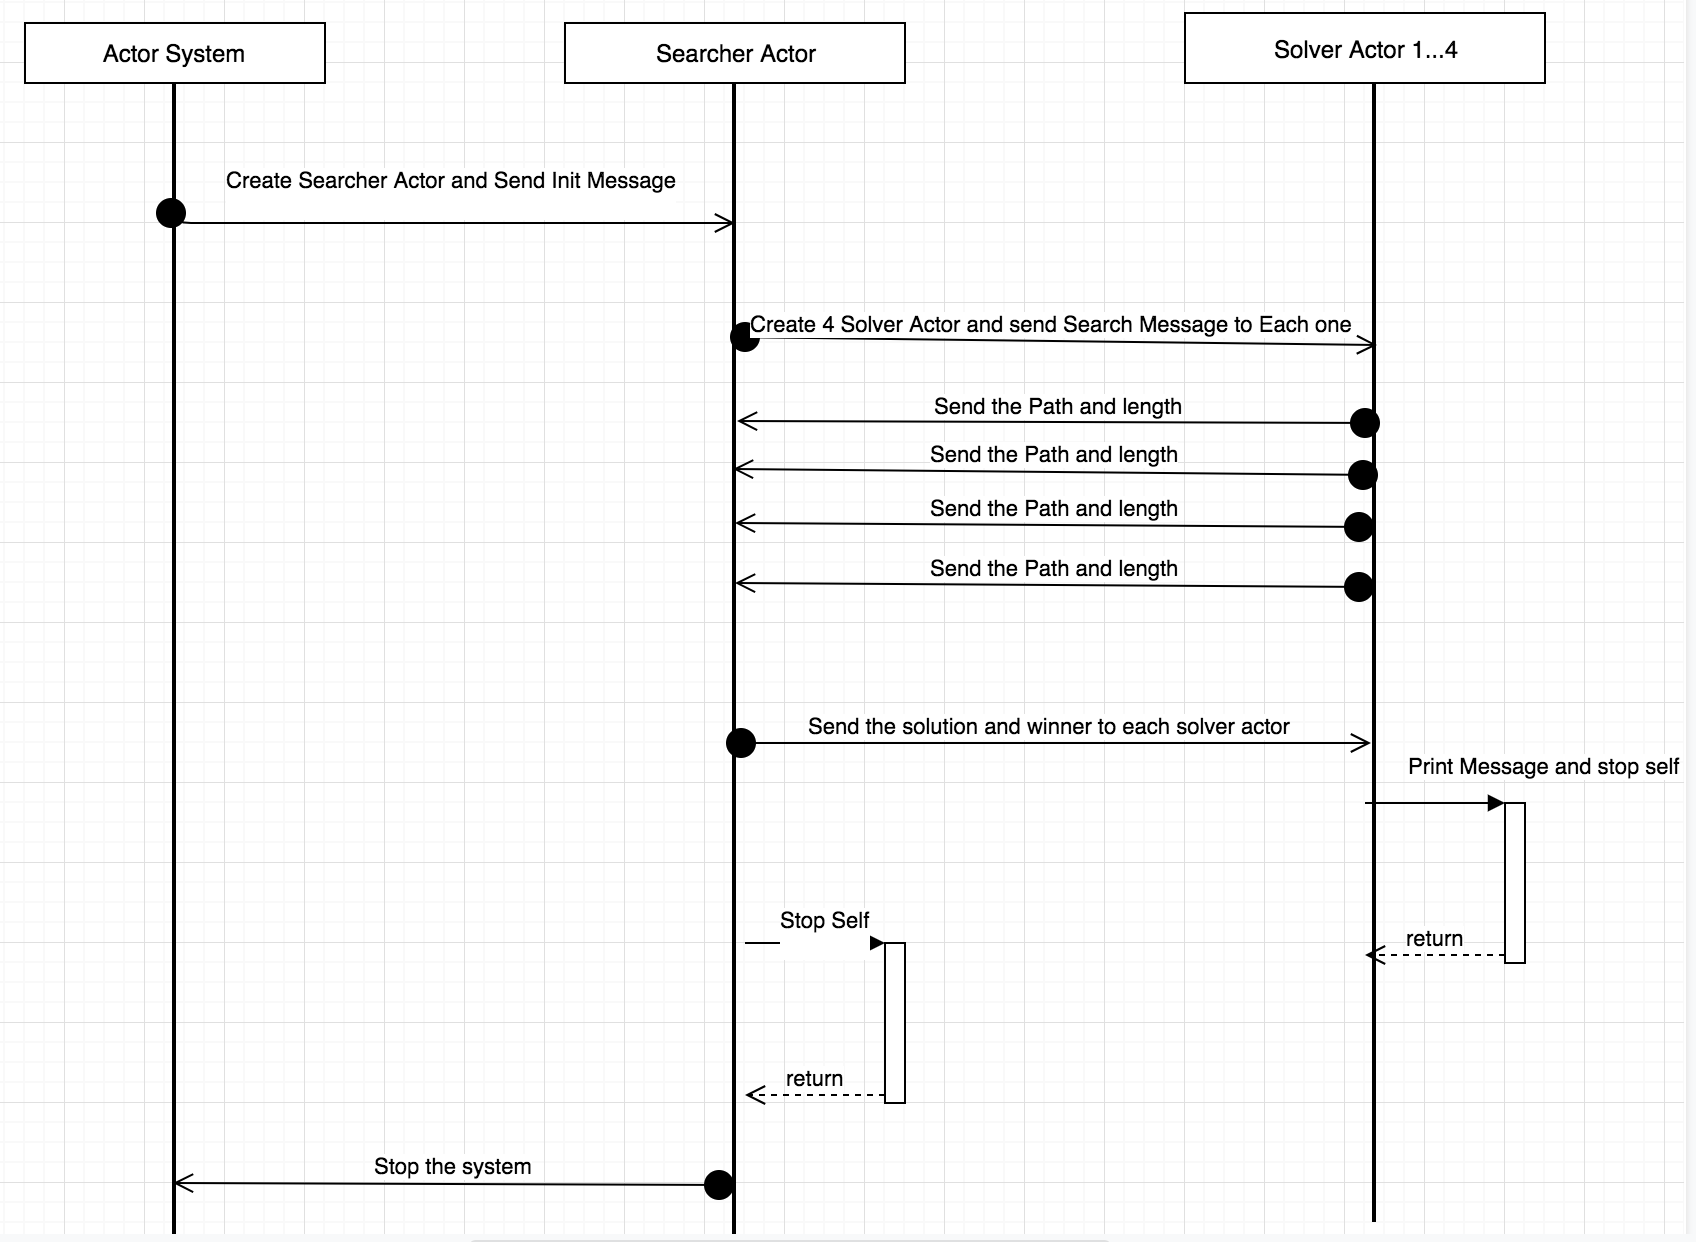 Actor System
Searcher Actor
Solver Actor 1...4
Create Searcher Actor and Send Init Message
Create 4 Solver Actor and send Search Message to Each one
Send the Path and length
Send the Path and length
Send the Path and length
Send the Path and length
Send the solution and winner to each solver actor
Print Message and stop self
Stop Self
return
return
Stop the system